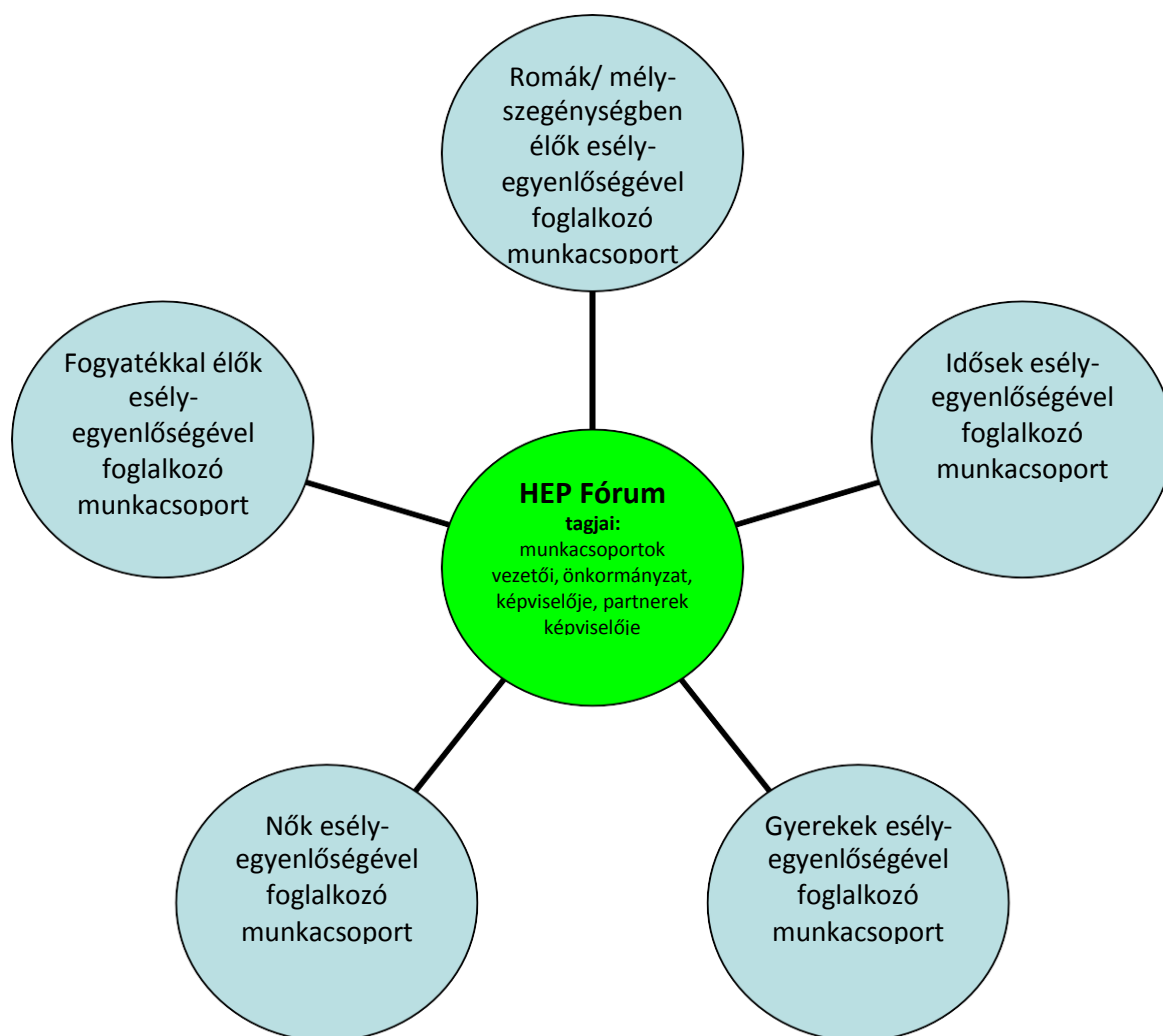 Romák/ mély-
szegénységben
élők esély-
egyenlőségével
foglalkozó
munkacsoport
Fogyatékkal élők
esély-
egyenlőségével
foglalkozó
munkacsoport
Idősek esély-
egyenlőségével
foglalkozó
munkacsoport
HEP Fórum
tagjai:
munkacsoportok
vezetői, önkormányzat,
képviselője, partnerek
képviselője
Nők esély-
egyenlőségével
foglalkozó
munkacsoport
Gyerekek esély-
egyenlőségével
foglalkozó
munkacsoport